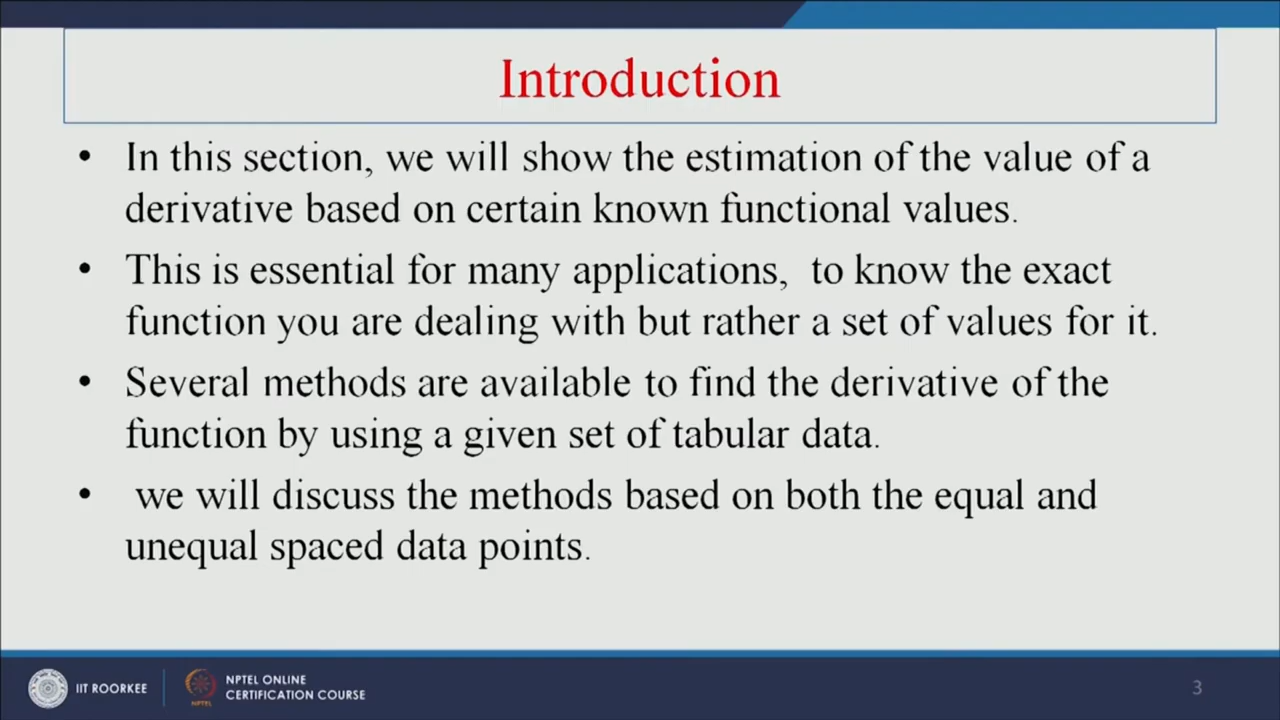 Introduction
• In this section, we will show the estimation of the value of a
derivative based on certain known functional values.
• This is essential for many applications, to know the exact
function you are dealing with but rather a set of values for it.
• Several methods are available to find the derivative of the
function by using a given set of tabular data.
• we will discuss the methods based on both the equal and
unequal spaced data points.
IIT ROORKEE
NPTEL
NPTEL ONLINE
CERTIFICATION COURSE
3